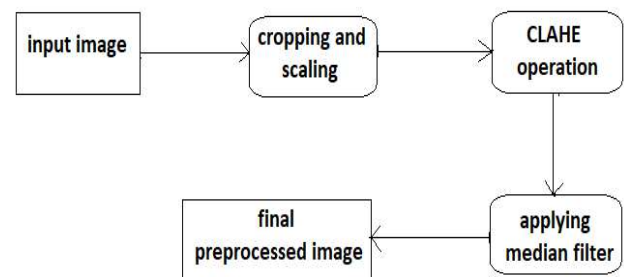 input image
cropping and
scaling
CLAHE
operation
applying
median filter
final
preprocessed image